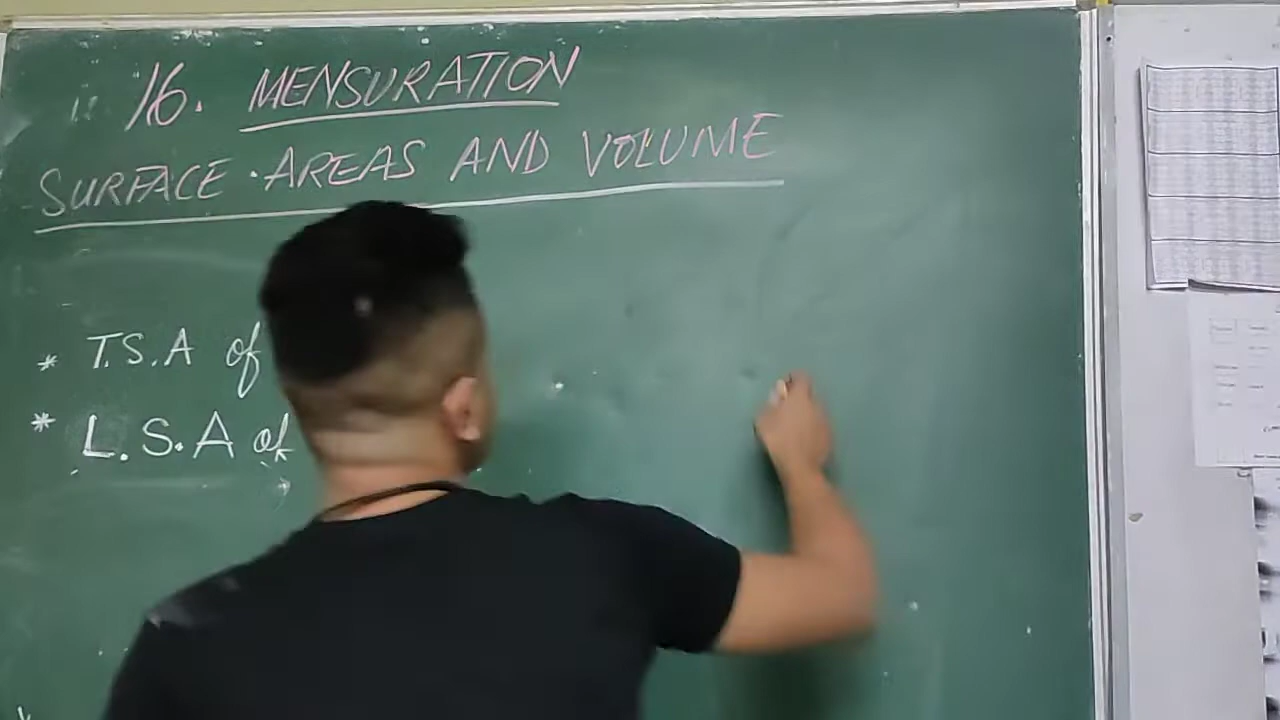 16. MENSURATION
SURFACE AREAS AND VOLUME
* T.S.A of
* L.S.A of